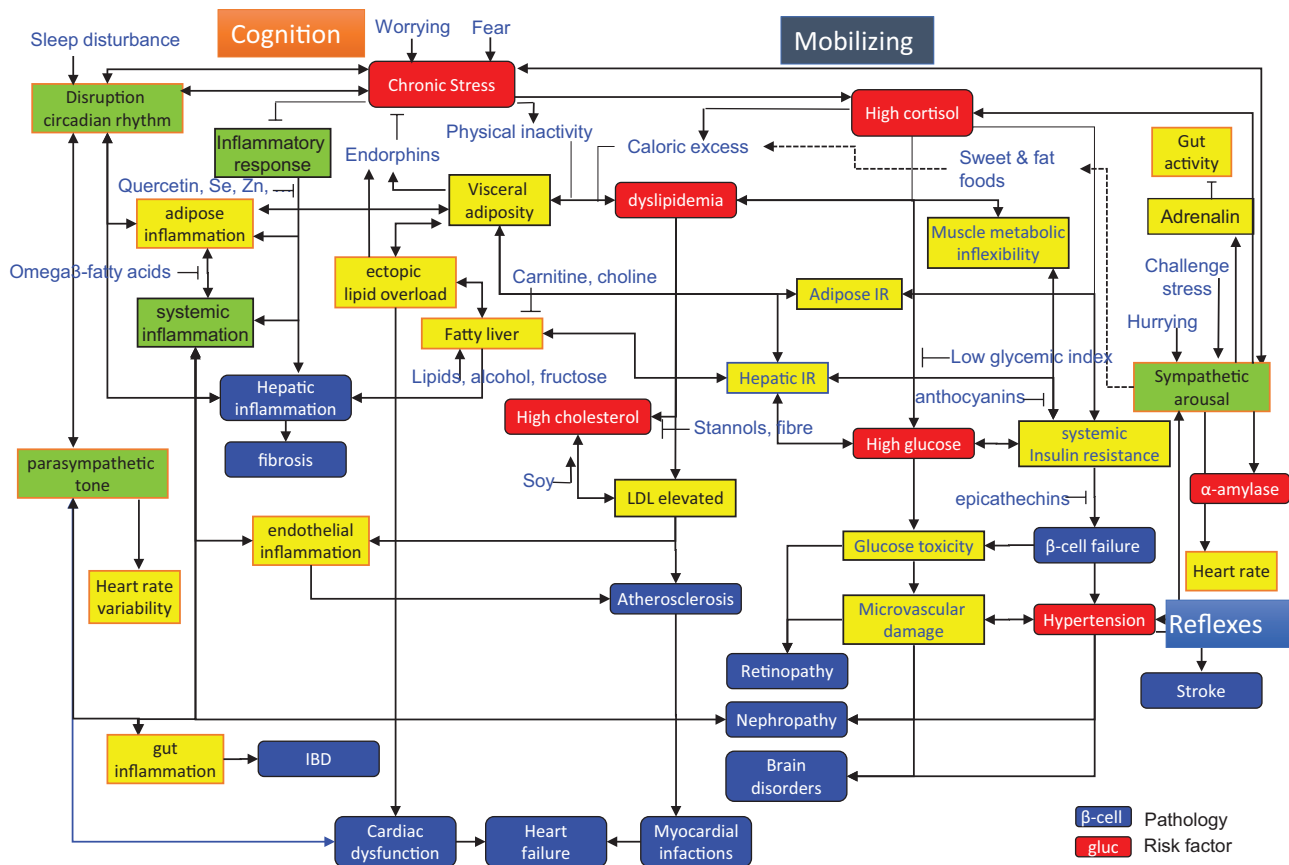 Cognition
Mobilizing
Worrying
Fear
Sleep disturbance
Chronic Stress
Disruption
circadian rhythm
High cortisol
Physical inactivity
Inflammatory
response
Endorphins
Caloric excess
Sweet & fat
foods
Gut
activity
Quercetin, Se, Zn, ...
Visceral
adiposity
dyslipidemia
adipose
inflammation
Adrenalin
Muscle metabolic
inflexibility
Omega3-fatty acids
ectopic
lipid overload
Carnitine, choline
Challenge
stress
Adipose IR
systemic
inflammation
Fatty liver
Hurrying
Low glycemic index
Hepatic
inflammation
Lipids, alcohol, fructose
Hepatic IR
Sympathetic
arousal
anthocyanins
High cholesterol
Stannols, fibre
High glucose
systemic
Insulin resistance
fibrosis
parasympathetic
tone
Soy
LDL elevated
epicathechins
α-amylase
endothelial
inflammation
Glucose toxicity
β-cell failure
Heart rate
Heart rate
variability
Atherosclerosis
Microvascular
damage
Hypertension
Reflexes
Retinopathy
Stroke
Nephropathy
gut
inflammation
IBD
Brain
disorders
Cardiac
dysfunction
Heart
failure
Myocardial
infactions
β-cell
Pathology
gluc
Risk factor